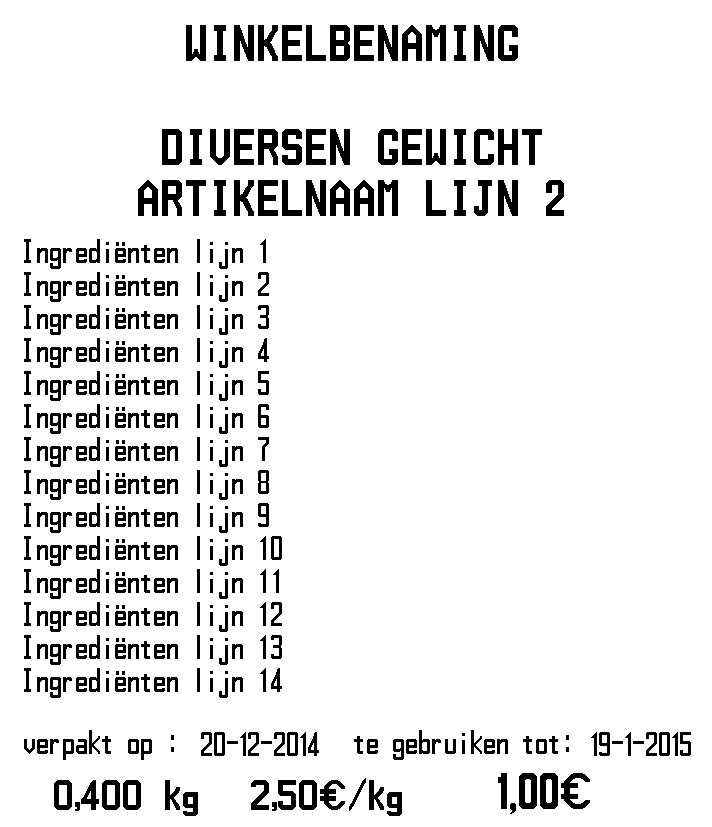 WINKELBENAMING
DIVERSEN GEWICHT
ARTIKELNAAM LIJN 2
Ingrediënten lijn 1
Ingrediënten lijn 2
Ingrediënten lijn 3
Ingrediënten lijn 4
Ingrediënten lijn 5
Ingrediënten lijn 6
Ingrediënten lijn 7
Ingrediënten lijn 8
Ingrediënten lijn 9
Ingrediënten lijn 10
Ingrediënten lijn 11
Ingrediënten lijn 12
Ingrediënten lijn 13
Ingrediënten lijn 14
verpakt op : 20-12-2014 te gebruiken tot: 19-1-2015
0,400 kg 2,50€/kg 1,00€